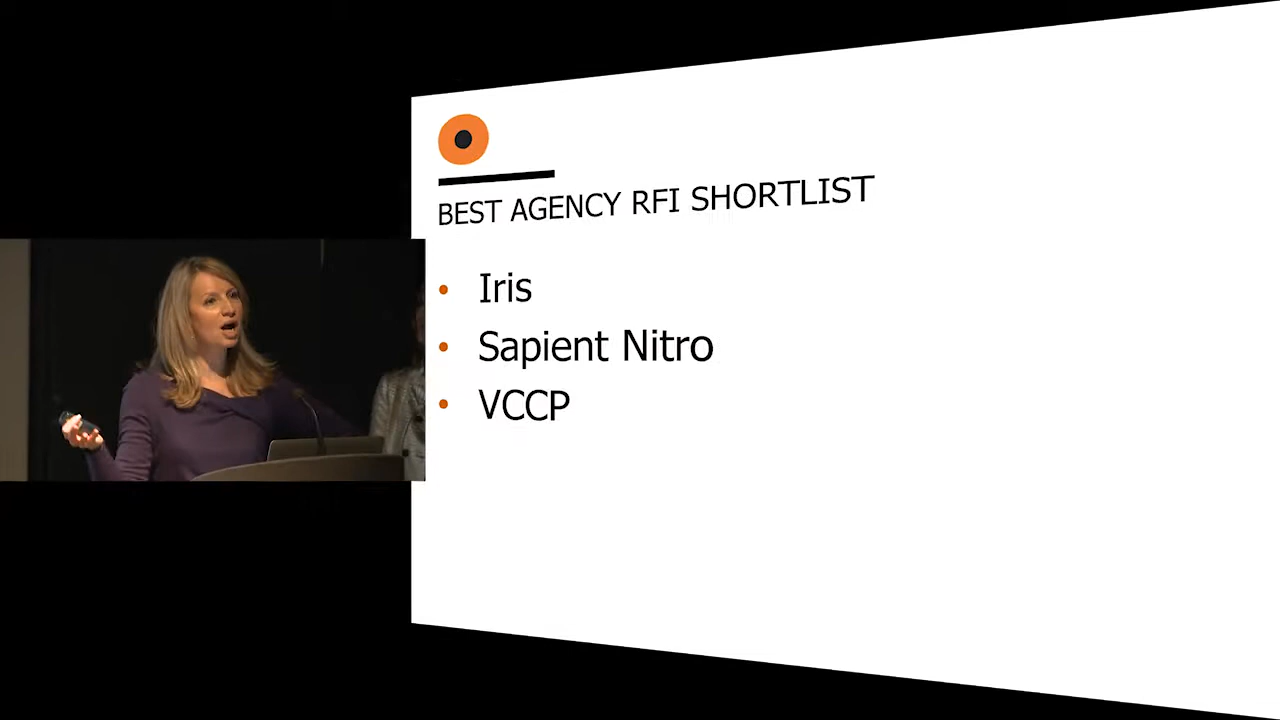 BEST AGENCY RFI SHORTLIST
• Iris
• Sapient Nitro
• VCCP